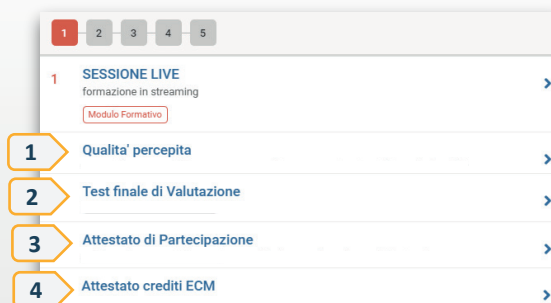 1 2 3 4 5
1 SESSIONE LIVE
formazione in streaming
Modulo Formativo
1 Qualita' percepita
2 Test finale di Valutazione
3 Attestato di Partecipazione
4 Attestato crediti ECM